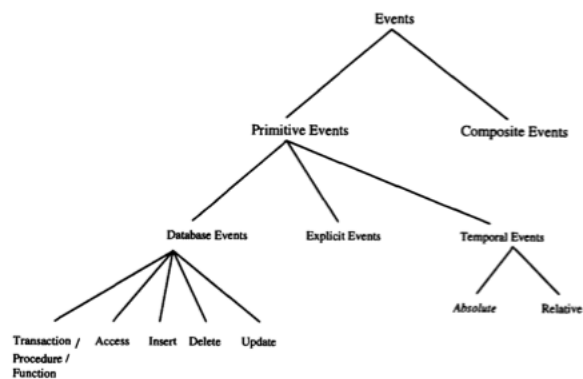 Events
Primitive Events
Composite Events
Database Events
Explicit Events
Temporal Events
Absolute
Relative
Transaction /
Procedure /
Function
Access
Insert
Delete
Update